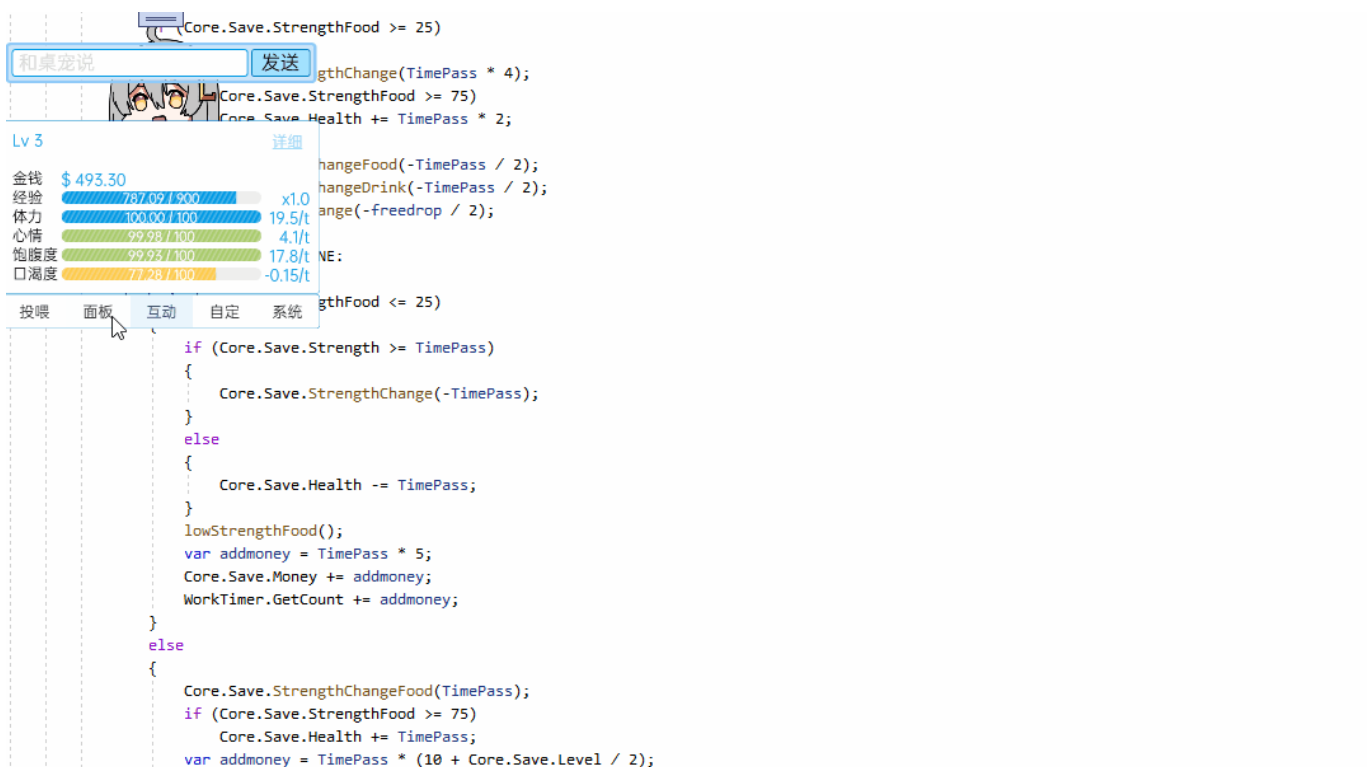 (Core.Save.StrengthFood >= 25)
和桌宠说
发送
gthChange(TimePass * 4);
Core.Save.StrengthFood >= 75)
Core.Save.Health += TimePass * 2;
Lv 3
详细
hangeFood(-TimePass / 2);
金钱 $ 493.30
hangeDrink(-TimePass / 2);
经验 787.09 / 900 x1.0
ange(-freedrop / 2);
体力 100.00 / 100 19.5/t
心情 99.98 / 100 4.1/t
饱腹度 99.93 / 100 17.8/t
NE:
口渴度 77.28 / 100 -0.15/t
gthFood <= 25)
投喂 面板 互动 自定 系统
{
if (Core.Save.Strength >= TimePass)
{
Core.Save.StrengthChange(-TimePass);
}
else
{
Core.Save.Health -= TimePass;
}
lowStrengthFood();
var addmoney = TimePass * 5;
Core.Save.Money += addmoney;
WorkTimer.GetCount += addmoney;
}
else
{
Core.Save.StrengthChangeFood(TimePass);
if (Core.Save.StrengthFood >= 75)
Core.Save.Health += TimePass;
var addmoney = TimePass * (10 + Core.Save.Level / 2);